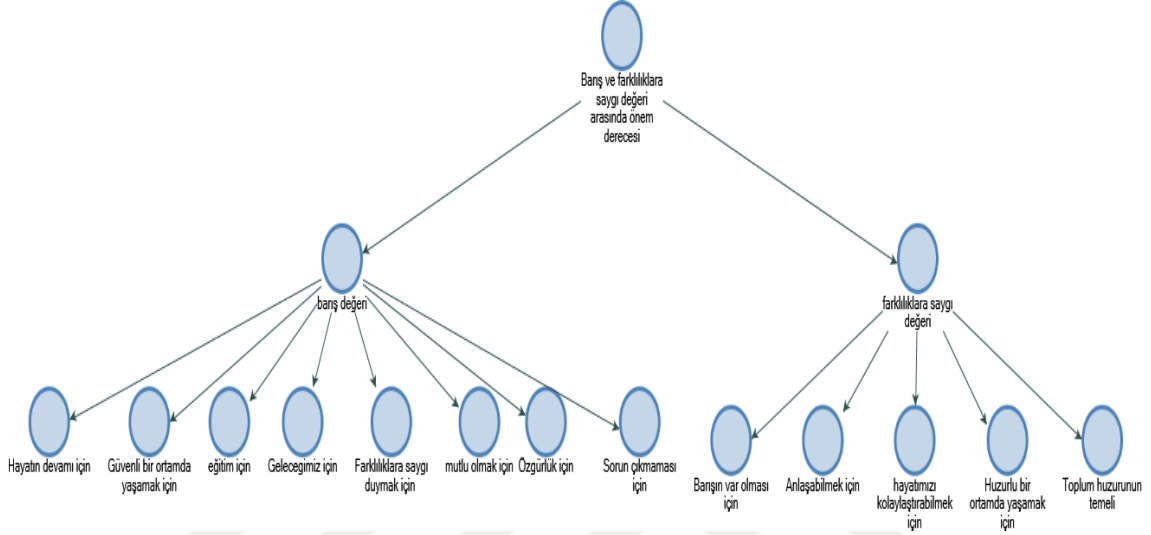 Barış ve farklılıklara
saygı değeri
arasında önem
derecesi
barış değeri
farklılıklara saygı
değeri
Hayatın devamı için
Güvenli bir ortamda
yaşamak için
eğitim için
Gelecegimiz için
Farklılıklara saygı
duymak için
mutlu olmak için
Özgürlük için
Sorun çıkmaması
için
Barışın var olması
için
Anlaşabilmek için
hayatımızı
kolaylaştırabilmek
için
Huzurlu bir
ortamda yaşamak
için
Toplum huzurunun
temeli